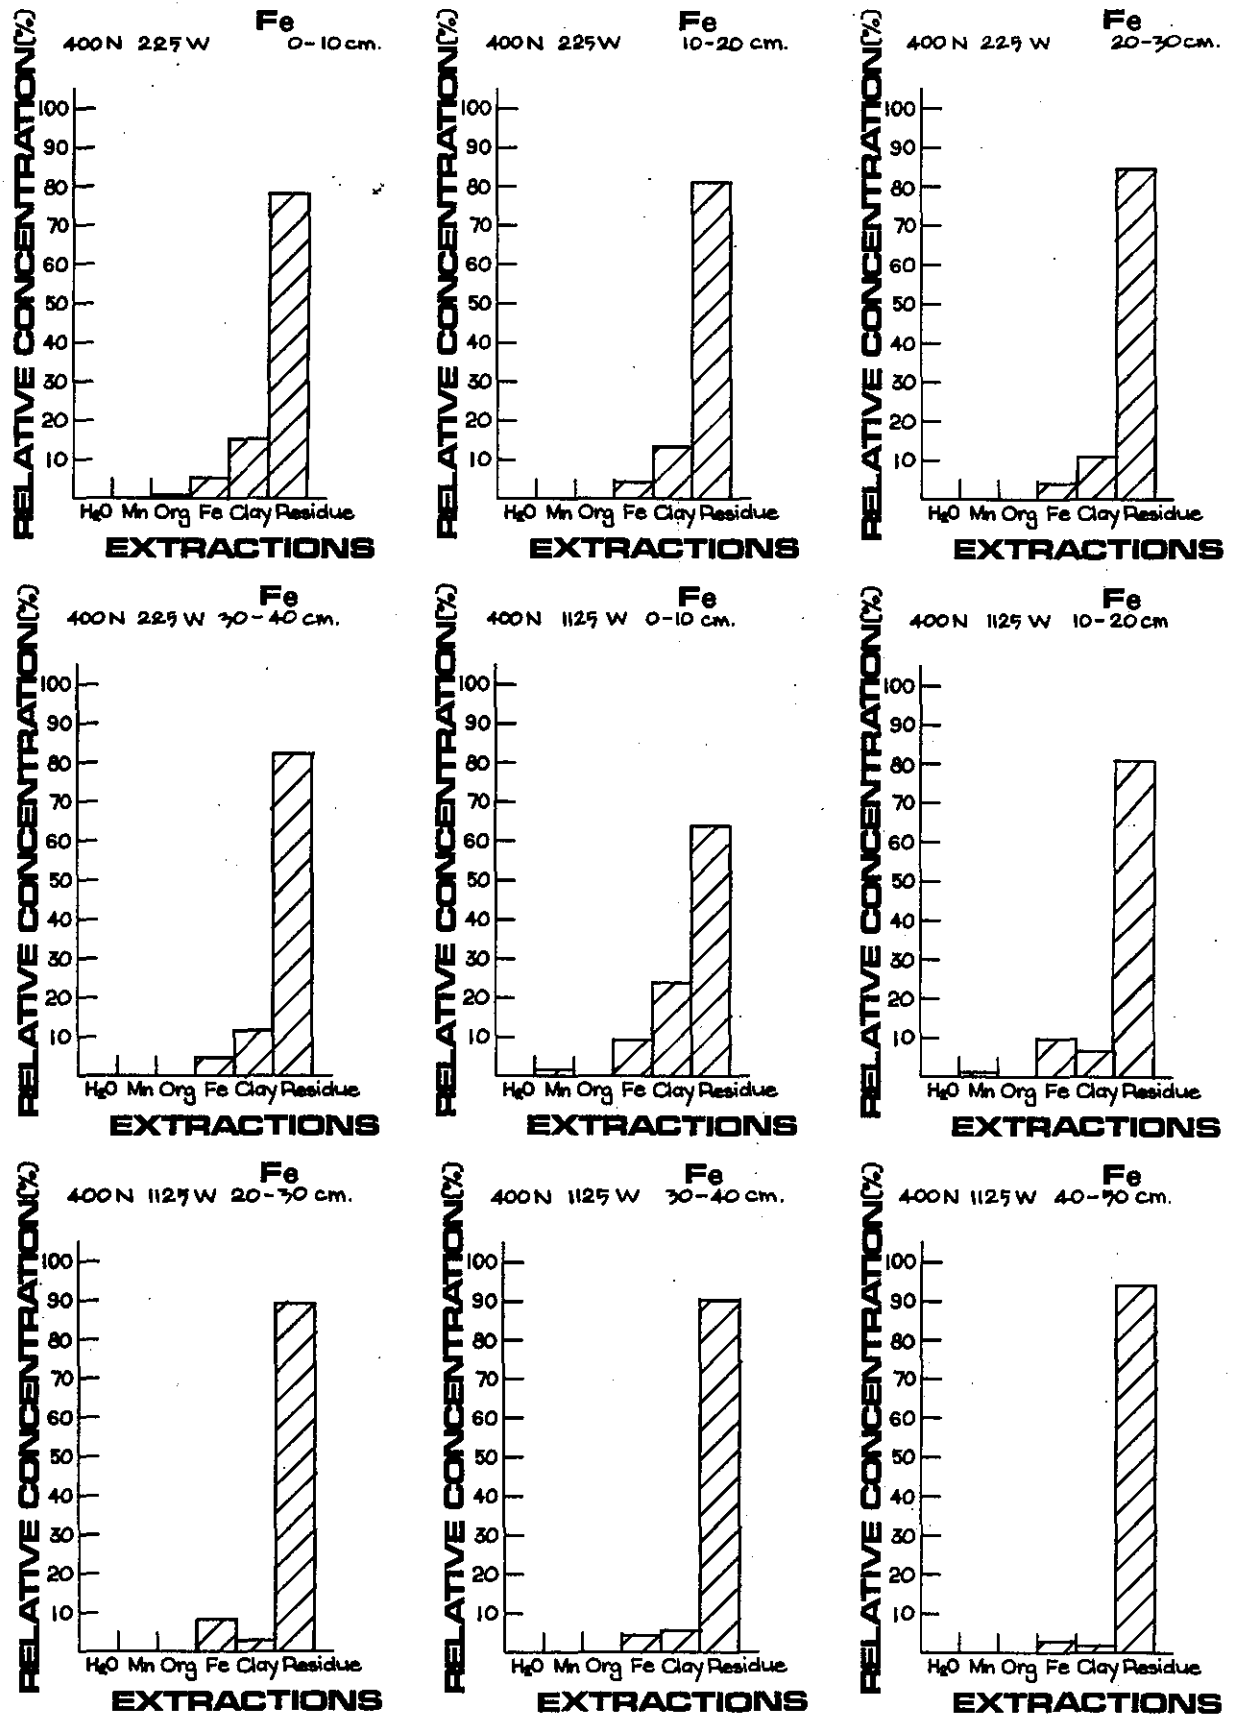 Fe
400N 225W 0-10 cm.
RELATIVE CONCENTRATION(%)
100
90
80
70
60
50
40
30
20
10
H2O Mn Org Fe Clay Residue
EXTRACTIONS
Fe
400N 225W 10-20 cm.
RELATIVE CONCENTRATION(%)
100
90
80
70
60
50
40
30
20
10
H2O Mn Org Fe Clay Residue
EXTRACTIONS
Fe
400N 225W 20-30cm.
RELATIVE CONCENTRATION(%)
100
90
80
70
60
50
40
30
20
10
H2O Mn Org Fe Clay Residue
EXTRACTIONS
Fe
400N 225W 30-40 cm.
RELATIVE CONCENTRATION(%)
100
90
80
70
60
50
40
30
20
10
H2O Mn Org Fe Clay Residue
EXTRACTIONS
Fe
400N 1125W 0-10 cm.
RELATIVE CONCENTRATION(%)
100
90
80
70
60
50
40
30
20
10
H2O Mn Org Fe Clay Residue
EXTRACTIONS
Fe
400N 1125W 10-20cm
RELATIVE CONCENTRATION(%)
100
90
80
70
60
50
40
30
20
10
H2O Mn Org Fe Clay Residue
EXTRACTIONS
Fe
400N 1125W 20-30 cm.
RELATIVE CONCENTRATION(%)
100
90
80
70
60
50
40
30
20
10
H2O Mn Org Fe Clay Residue
EXTRACTIONS
Fe
400N 1125W 30-40 cm.
RELATIVE CONCENTRATION(%)
100
90
80
70
60
50
40
30
20
10
H2O Mn Org Fe Clay Residue
EXTRACTIONS
Fe
400N 1125W 40-50 cm.
RELATIVE CONCENTRATION(%)
100
90
80
70
60
50
40
30
20
10
H2O Mn Org Fe Clay Residue
EXTRACTIONS